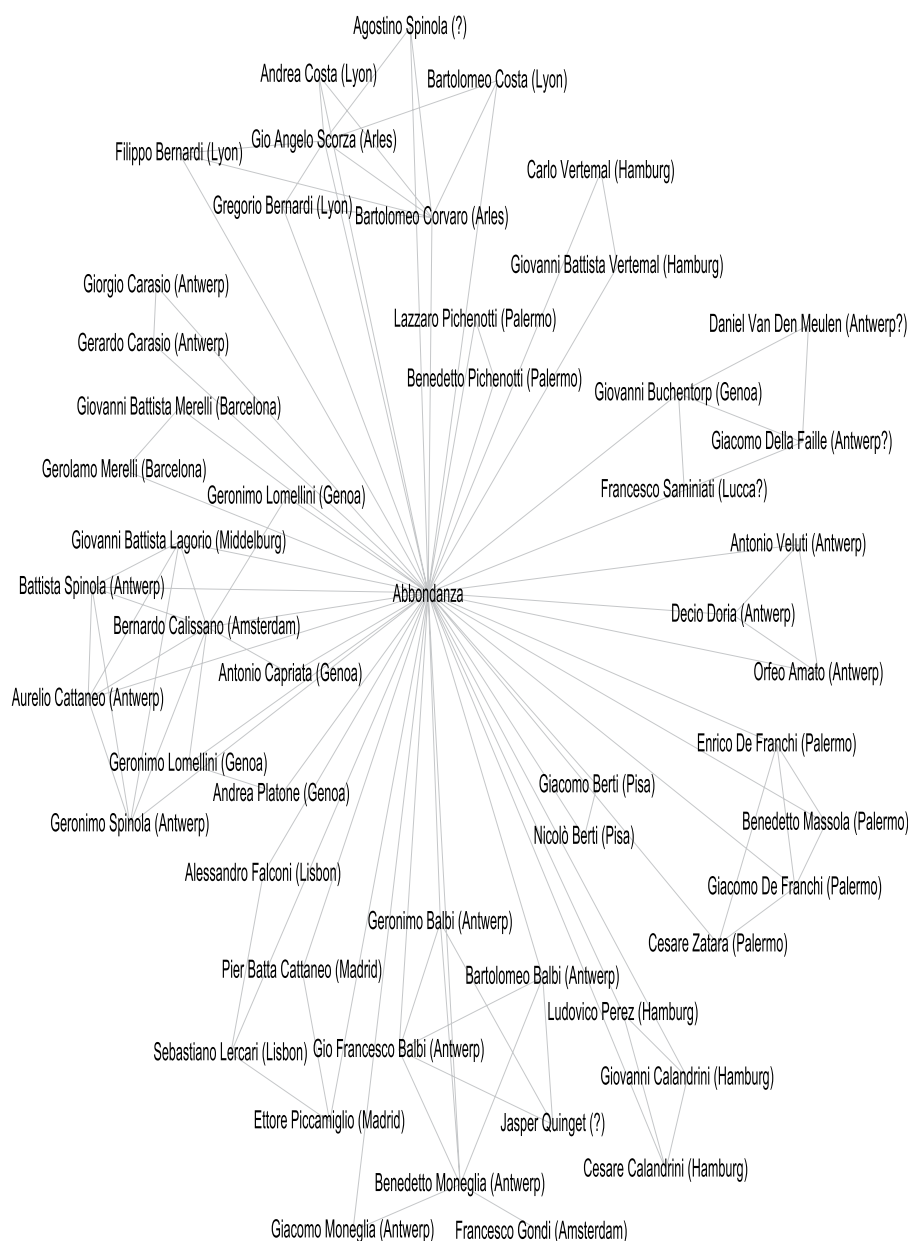 Agostino Spinola (?)
Andrea Costa (Lyon)
Bartolomeo Costa (Lyon)
Gio Angelo Scorza (Arles)
Filippo Bernardi (Lyon)
Carlo Vertemal (Hamburg)
Gregorio Bernardi (Lyon)
Bartolomeo Corvaro (Arles)
Giovanni Battista Vertemal (Hamburg)
Giorgio Carasio (Antwerp)
Lazzaro Pichenotti (Palermo)
Daniel Van Den Meulen (Antwerp?)
Gerardo Carasio (Antwerp)
Benedetto Pichenotti (Palermo)
Giovanni Buchentorp (Genoa)
Giovanni Battista Merelli (Barcelona)
Giacomo Della Faille (Antwerp?)
Gerolamo Merelli (Barcelona)
Geronimo Lomellini (Genoa)
Francesco Saminiati (Lucca?)
Giovanni Battista Lagorio (Middelburg)
Antonio Veluti (Antwerp)
Battista Spinola (Antwerp)
Abbondanza
Decio Doria (Antwerp)
Bernardo Calissano (Amsterdam)
Antonio Capriata (Genoa)
Orfeo Amato (Antwerp)
Aurelio Cattaneo (Antwerp)
Enrico De Franchi (Palermo)
Geronimo Lomellini (Genoa)
Giacomo Berti (Pisa)
Andrea Platone (Genoa)
Geronimo Spinola (Antwerp)
Benedetto Massola (Palermo)
Nicolò Berti (Pisa)
Alessandro Falconi (Lisbon)
Giacomo De Franchi (Palermo)
Geronimo Balbi (Antwerp)
Cesare Zatara (Palermo)
Pier Batta Cattaneo (Madrid)
Bartolomeo Balbi (Antwerp)
Ludovico Perez (Hamburg)
Sebastiano Lercari (Lisbon)
Gio Francesco Balbi (Antwerp)
Giovanni Calandrini (Hamburg)
Ettore Piccamiglio (Madrid)
Jasper Quinget (?)
Cesare Calandrini (Hamburg)
Benedetto Moneglia (Antwerp)
Giacomo Moneglia (Antwerp)
Francesco Gondi (Amsterdam)